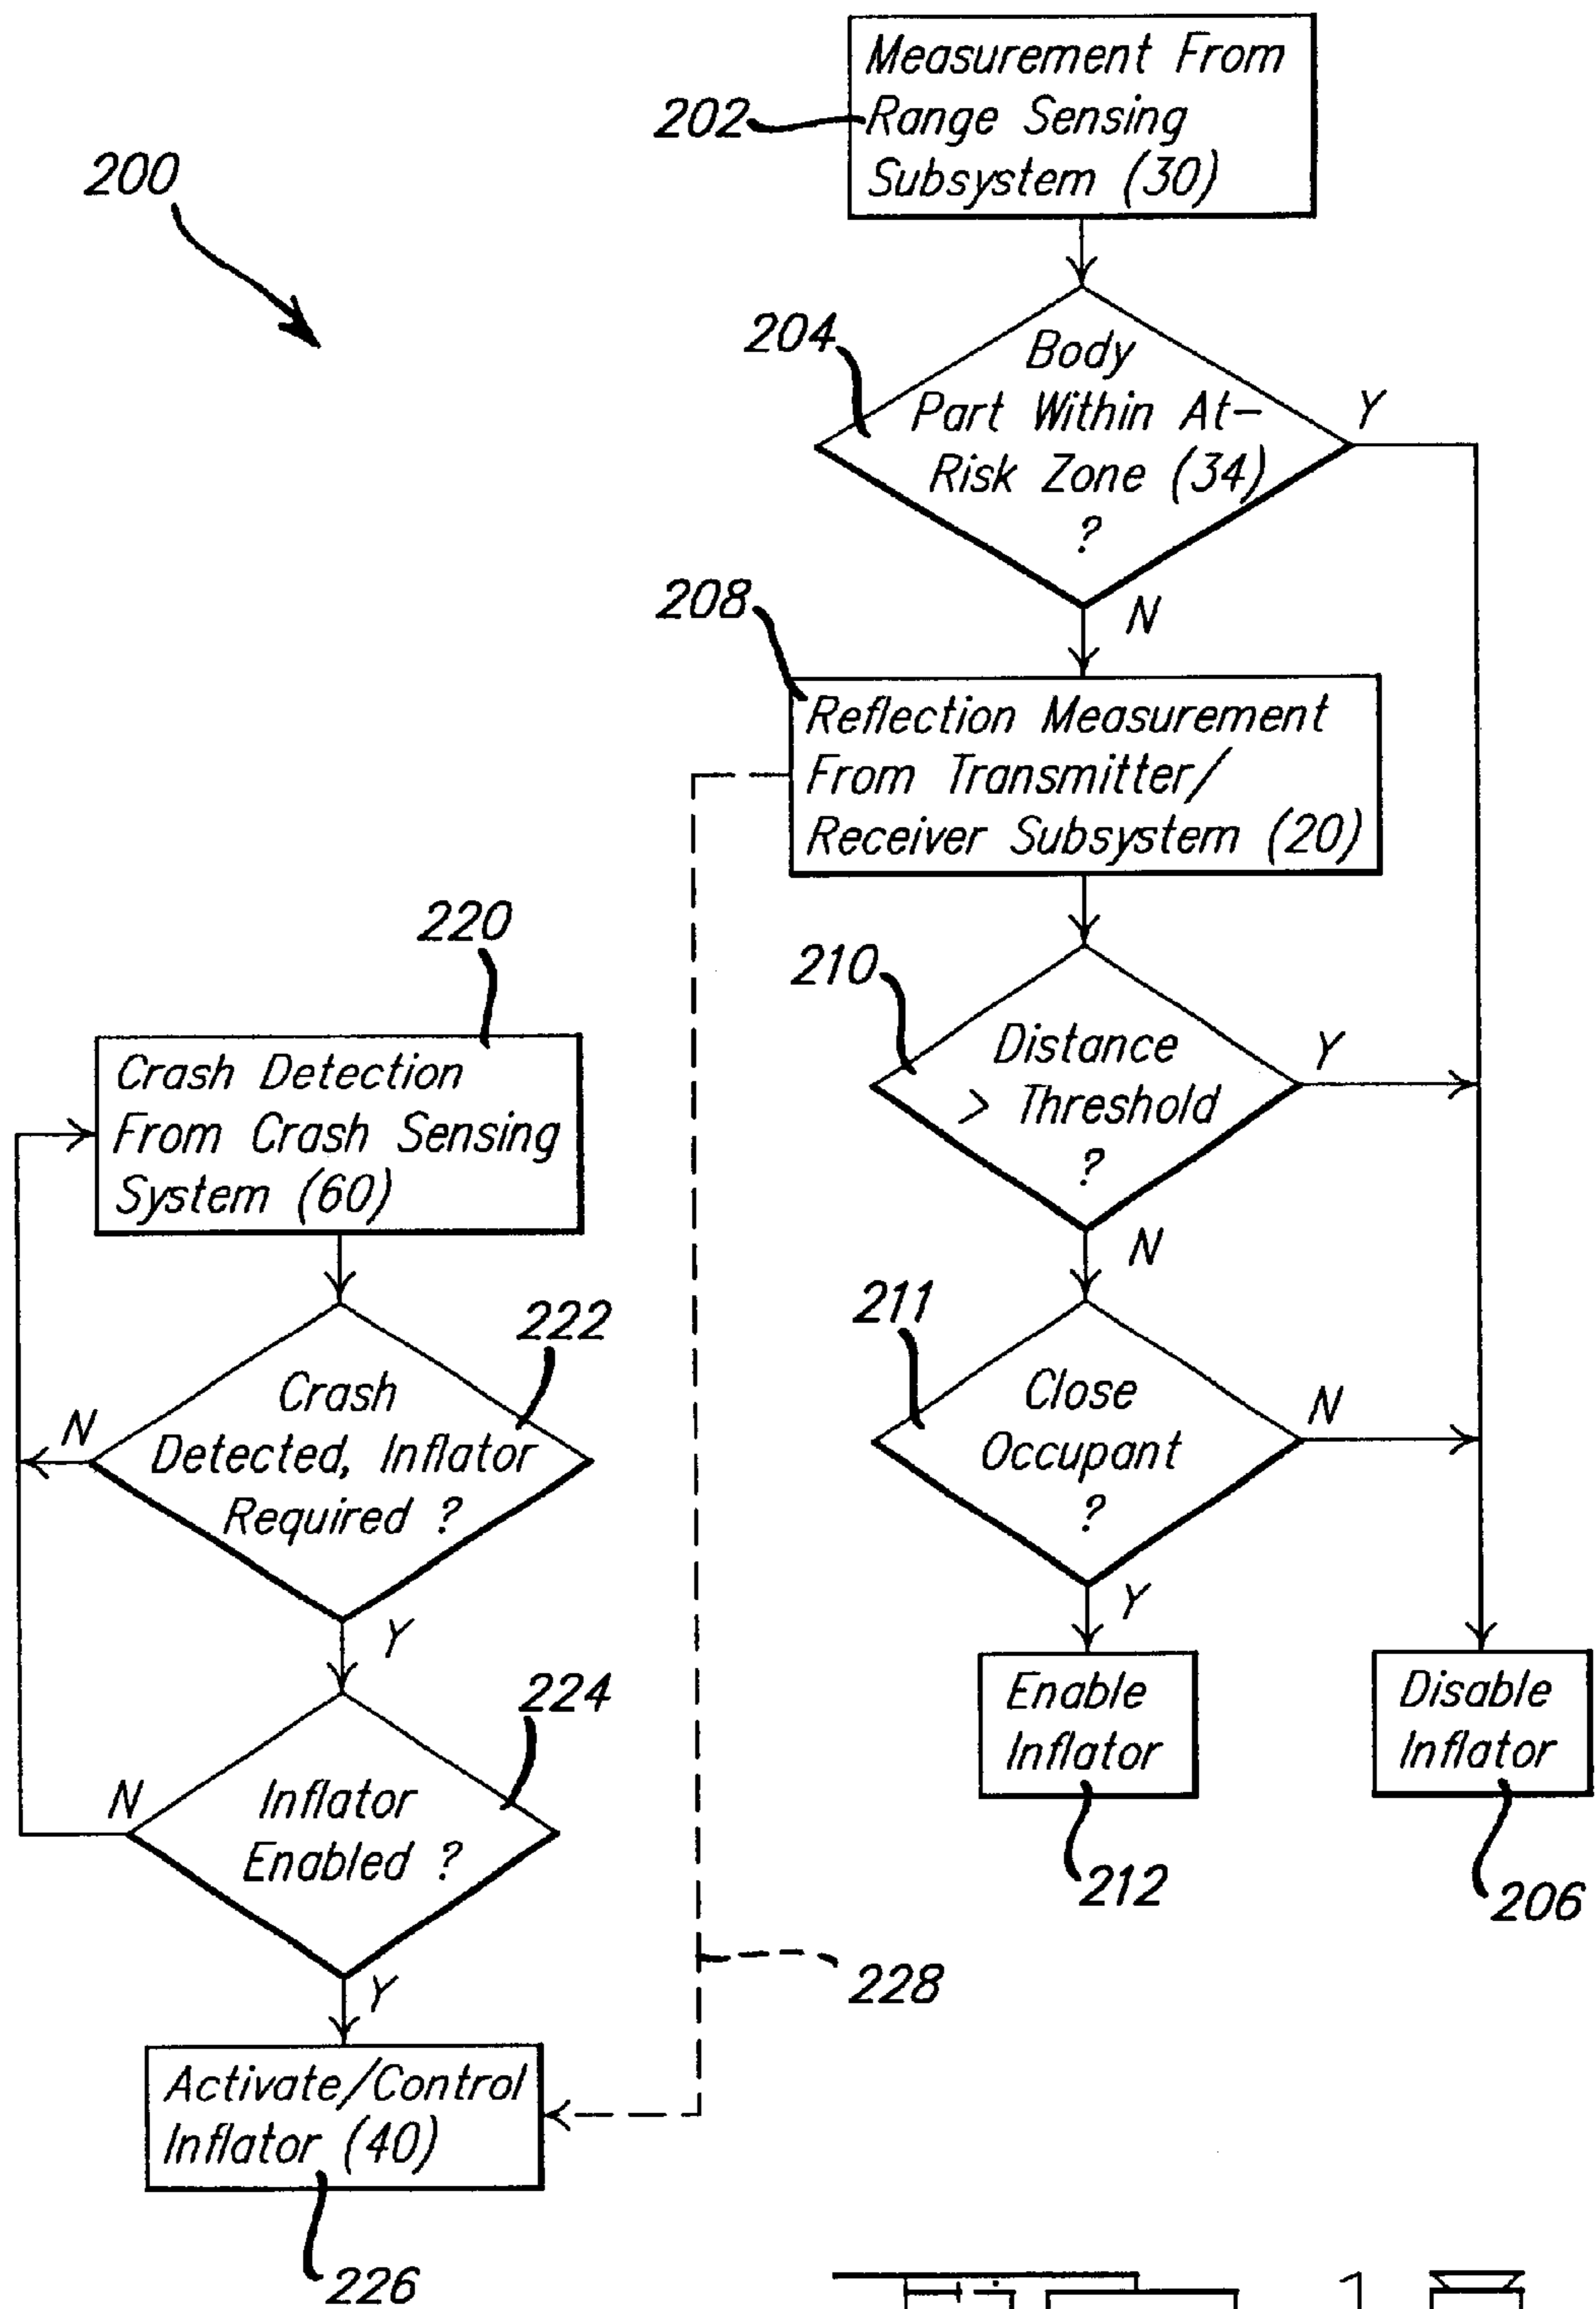 200
202
Measurement From
Range Sensing
Subsystem (30)
204
Body
Part Within At-
Risk Zone (34)
?
Y
N
208
Reflection Measurement
From Transmitter/
Receiver Subsystem (20)
210
Distance
> Threshold
?
Y
N
211
Close
Occupant
?
N
Y
Enable
Inflator
212
Disable
Inflator
206
220
Crash Detection
From Crash Sensing
System (60)
222
Crash
Detected, Inflator
Required ?
N
Y
224
Inflator
Enabled ?
N
Y
228
Activate/Control
Inflator (40)
226